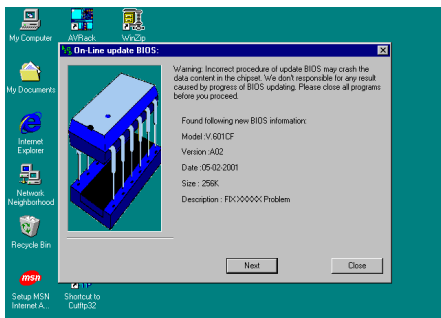 My Computer
AVRack
WinZip
On-Line update BIOS:
My Documents
Internet
Explorer
Network
Neighborhood
Recycle Bin
msn
Setup MSN
Internet A...
Shortcut to
Cutftp32
Warning: Incorrect procedure of update BIOS may crash the
data content in the chipset. We don't responsible for any result
caused by progress of BIOS updating. Please close all programs
before you proceed.
Found following new BIOS information:
Model :V.601CF
Version :A02
Date :05-02-2001
Size : 256K
Description : FIX XXXXX Problem
Next
Close